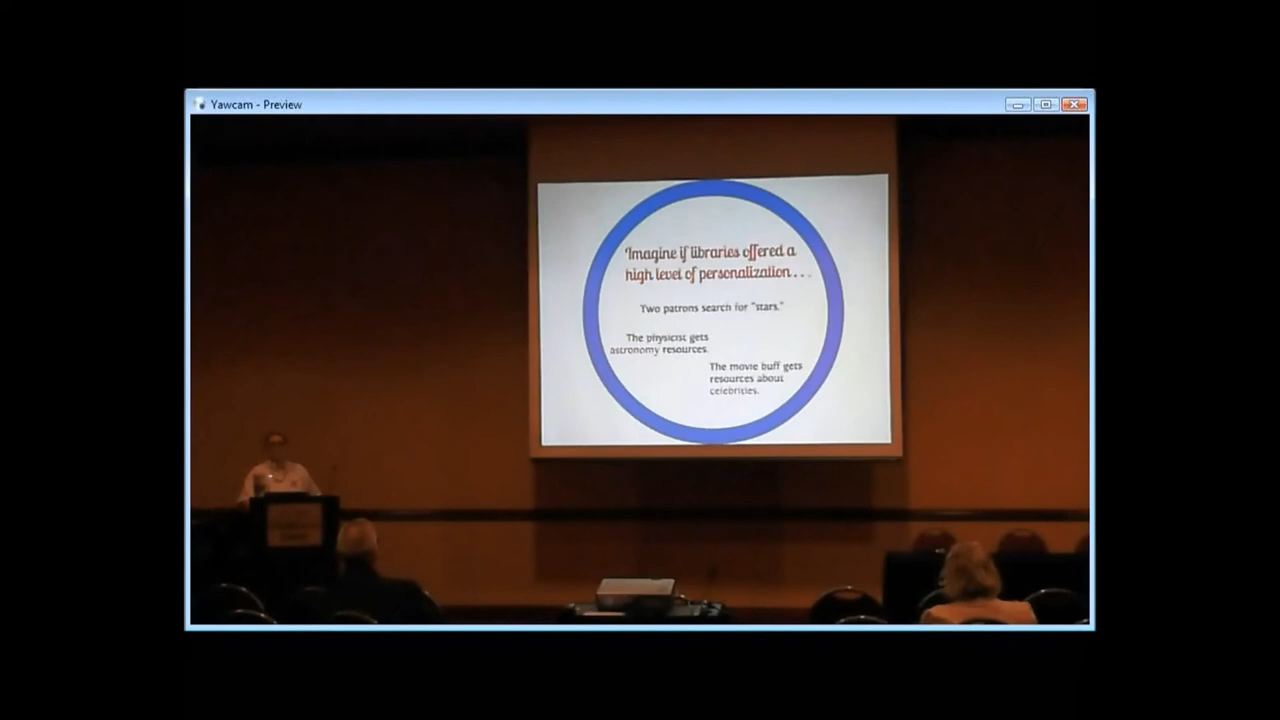 Yawcam - Preview
Imagine if libraries offered a
high level of personalization . . .
Two patrons search for "stars."
The physicist gets
astronomy resources.
The movie buff gets
resources about
celebrities.